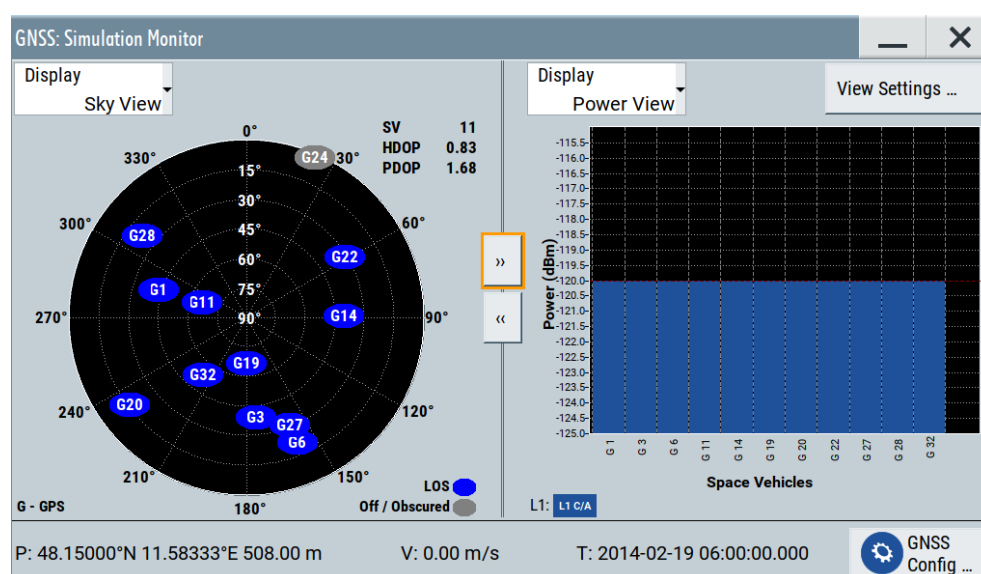 GNSS: Simulation Monitor
Display
Sky View
SV 11
HDOP 0.83
PDOP 1.68
0°
30°
60°
90°
120°
150°
180°
210°
240°
270°
300°
330°
15°
30°
45°
60°
75°
90°
G24
G28
G22
G1
G11
G14
G19
G32
G20
G3
G27
G6
LOS
Off / Obscured
G - GPS
››
‹‹
Display
Power View
View Settings ...
Power (dBm)
-115.5
-116.0
-116.5
-117.0
-117.5
-118.0
-118.5
-119.0
-119.5
-120.0
-120.5
-121.0
-121.5
-122.0
-122.5
-123.0
-123.5
-124.0
-124.5
-125.0
G 1
G 3
G 6
G 11
G 14
G 19
G 20
G 22
G 27
G 28
G 32
Space Vehicles
L1: L1 C/A
P: 48.15000°N 11.58333°E 508.00 m
V: 0.00 m/s
T: 2014-02-19 06:00:00.000
GNSS
Config ...